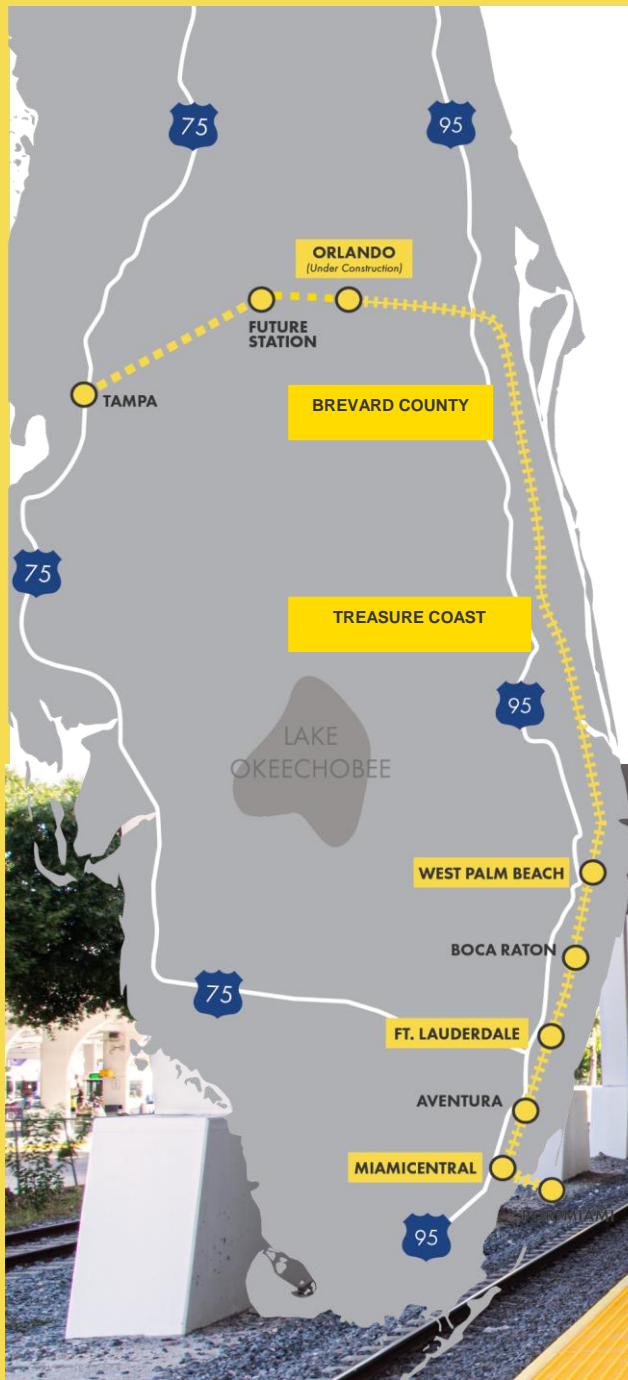 75
95
ORLANDO
(Under Construction)
FUTURE
STATION
TAMPA
BREVARD COUNTY
75
TREASURE COAST
95
LAKE
OKEECHOBEE
WEST PALM BEACH
BOCA RATON
75
FT. LAUDERDALE
AVENTURA
MIAMICENTRAL
PORTMIAMI
95